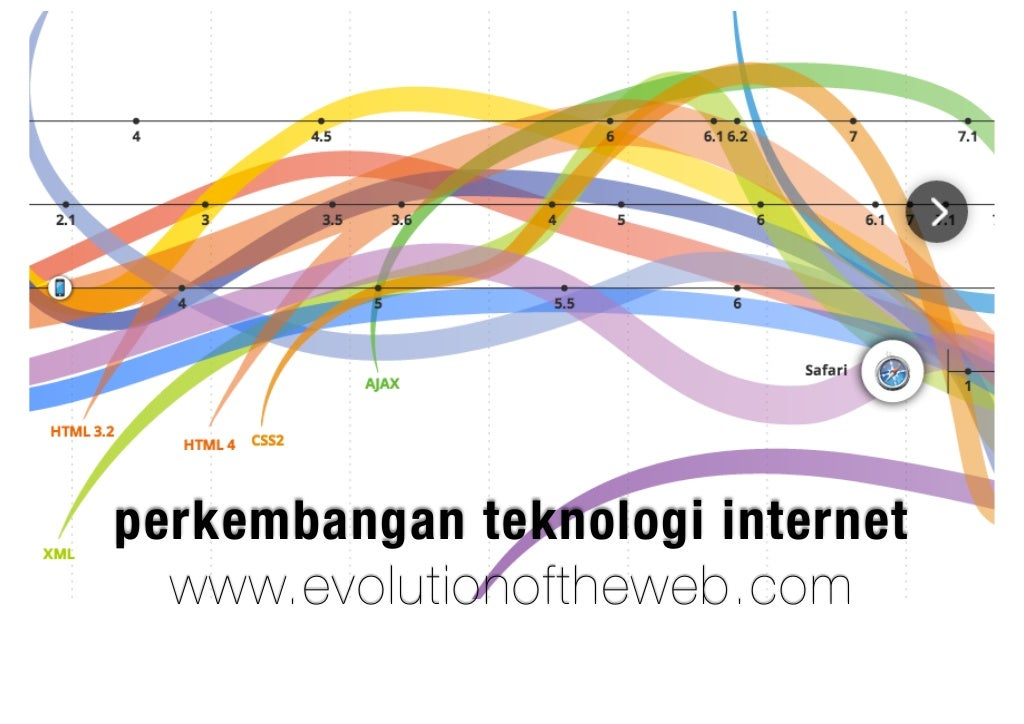 4 4.5 6 6.1 6.2 7 7.1
2.1 3 3.5 3.6 4 5 6 6.1 7
4 5 5.5 6
Safari
1
AJAX
HTML 3.2
HTML 4
CSS2
XML
perkembangan teknologi internet
www.evolutionoftheweb.com